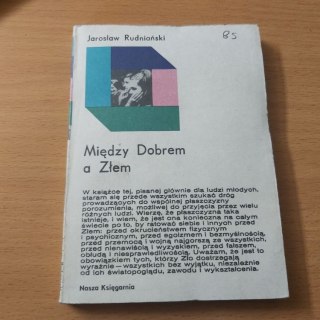 Jarosław Rudniański
85
Między Dobrem
a Złem
W książce tej, pisanej głównie dla ludzi młodych,
staram się przede wszystkim szukać dróg
prowadzących do wspólnej płaszczyzny
porozumienia, możliwej do przyjęcia przez wielu
różnych ludzi. Wierzę, że płaszczyzna taka
istnieje, i wiem, że jest ona konieczna na całym
świecie po to, by ratować siebie i innych przed
Złem: przed okrucieństwem fizycznym
i psychicznym, przed egoizmem i bezmyślnością,
przed przemocą i wojną najgorszą ze wszystkich,
przed nienawiścią i wyzyskiem, przed fałszem,
obłudą i niesprawiedliwością. Uważam, że jest to
obowiązkiem tych, którzy Zło dostrzegają
wyraźnie — wszystkich bez wyjątku, niezależnie
od ich światopoglądu, zawodu i wykształcenia.
Nasza Księgarnia